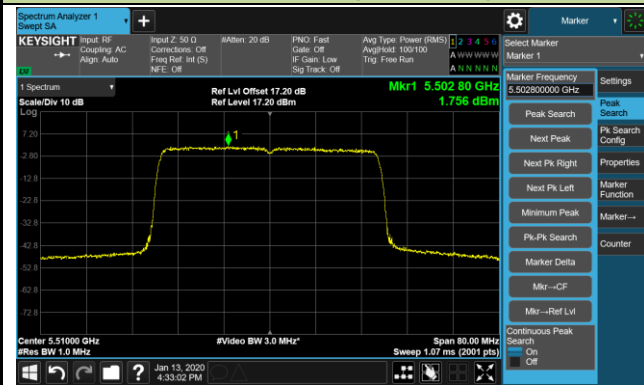 Spectrum Analyzer 1
Swept SA
+
Marker
KEYSIGHT
Input: RF
Coupling: AC
Align: Auto
Input Z: 50 Ω
Corrections: Off
Freq Ref: Int (S)
NFE: Off
#Atten: 20 dB
PNO: Fast
Gate: Off
IF Gain: Low
Sig Track: Off
Avg Type: Power (RMS)
Avg|Hold: 100/100
Trig: Free Run
1 2 3 4 5 6
A W W W W W
A N N N N N
LXI
Select Marker
Marker 1
1 Spectrum
Scale/Div 10 dB
Log
Ref Lvl Offset 17.20 dB
Ref Level 17.20 dBm
Mkr1 5.502 80 GHz
1.756 dBm
1
7.20
-2.80
-12.8
-22.8
-32.8
-42.8
-52.8
-62.8
-72.8
Center 5.51000 GHz
#Res BW 1.0 MHz
#Video BW 3.0 MHz*
Span 80.00 MHz
Sweep 1.07 ms (2001 pts)
Marker Frequency
5.502800000 GHz
Peak Search
Next Peak
Next Pk Right
Next Pk Left
Minimum Peak
Pk-Pk Search
Marker Delta
Mkr→CF
Mkr→Ref Lvl
Continuous Peak
Search
On
Off
Settings
Peak
Search
Pk Search
Config
Properties
Marker
Function
Marker→
Counter
?
Jan 13, 2020
4:33:02 PM